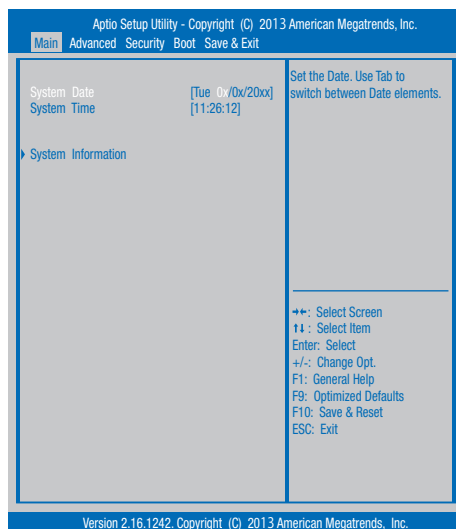 Aptio Setup Utility - Copyright (C) 2013 American Megatrends, Inc.
Main Advanced Security Boot Save & Exit
System Date [Tue 0x/0x/20xx]
System Time [11:26:12]
System Information
Set the Date. Use Tab to
switch between Date elements.
→←: Select Screen
↑↓ : Select Item
Enter: Select
+/-: Change Opt.
F1: General Help
F9: Optimized Defaults
F10: Save & Reset
ESC: Exit
Version 2.16.1242. Copyright (C) 2013 American Megatrends, Inc.